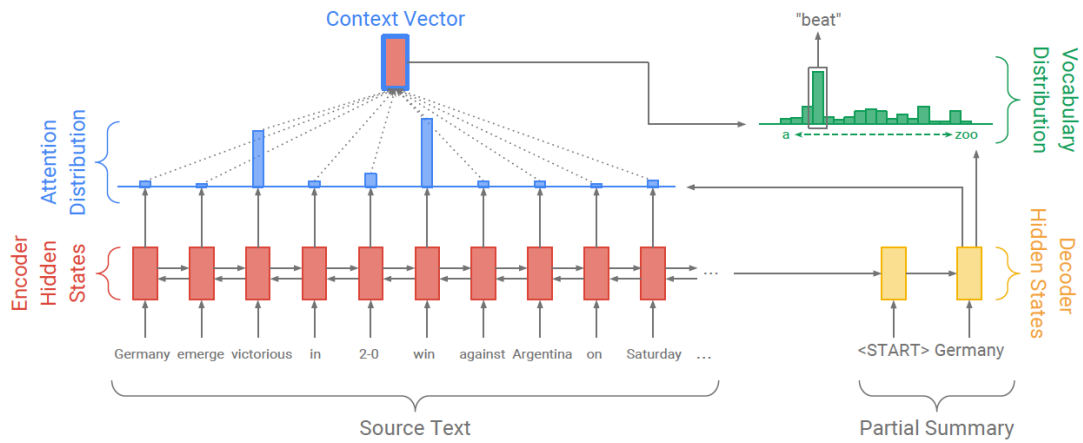 Context Vector
"beat"
Vocabulary
Distribution
a
zoo
Attention
Distribution
Encoder
Hidden
States
Decoder
Hidden States
...
Germany emerge victorious in 2-0 win against Argentina on Saturday ...
<START> Germany
Source Text
Partial Summary